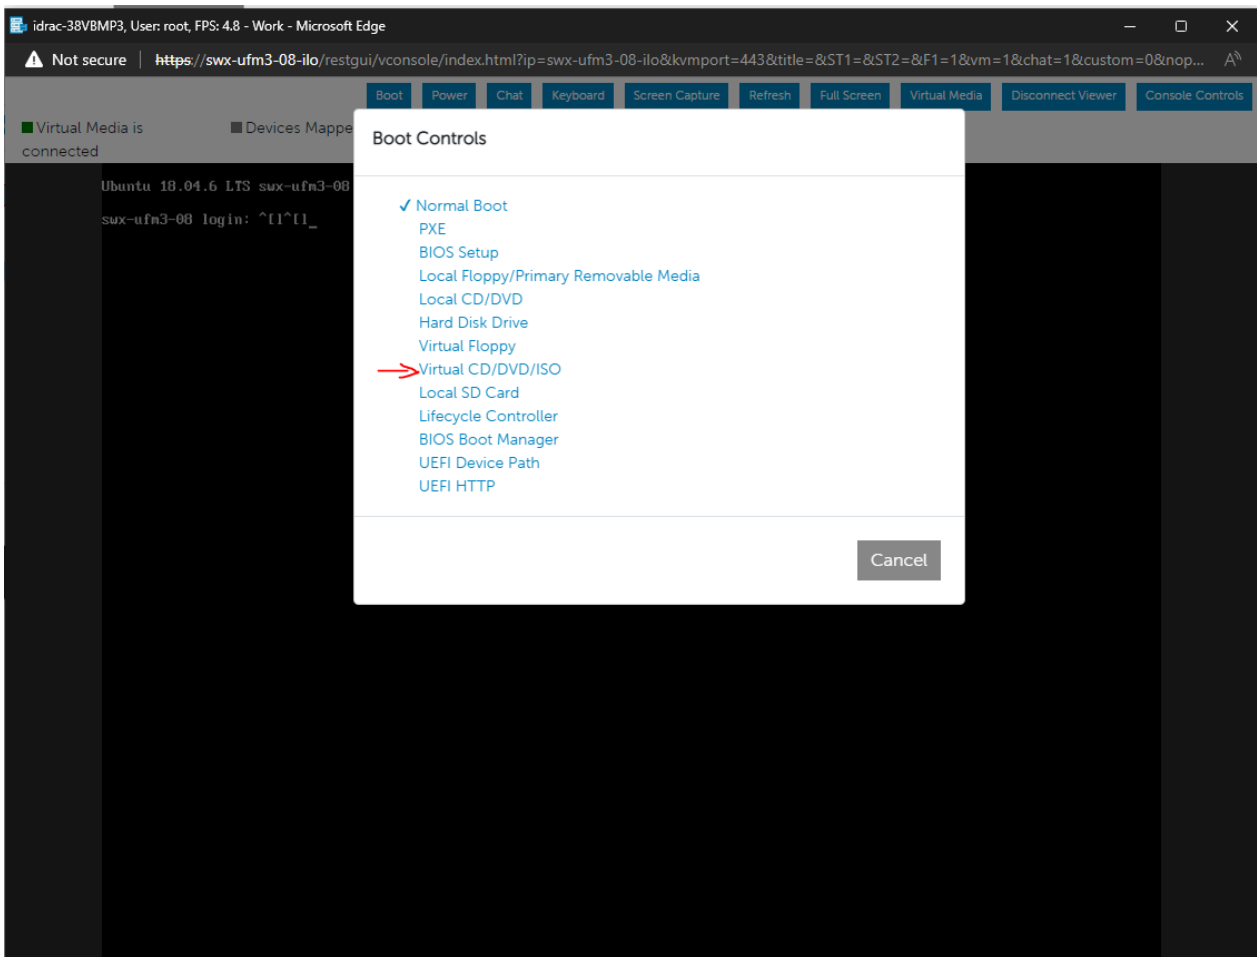 idrac-38VBMP3, User: root, FPS: 4.8 - Work - Microsoft Edge
Not secure | https://swx-ufm3-08-ilo/restgui/vconsole/index.html?ip=swx-ufm3-08-ilo&kvmport=443&title=&ST1=&ST2=&F1=1&vm=1&chat=1&custom=0&nop...
Boot Power Chat Keyboard Screen Capture Refresh Full Screen Virtual Media Disconnect Viewer Console Controls
Virtual Media is
connected
Devices Mappe
Boot Controls
Ubuntu 18.04.6 LTS swx-ufm3-08
swx-ufm3-08 login: ^[]^[]_
✓ Normal Boot
PXE
BIOS Setup
Local Floppy/Primary Removable Media
Local CD/DVD
Hard Disk Drive
Virtual Floppy
Virtual CD/DVD/ISO
Local SD Card
Lifecycle Controller
BIOS Boot Manager
UEFI Device Path
UEFI HTTP
Cancel